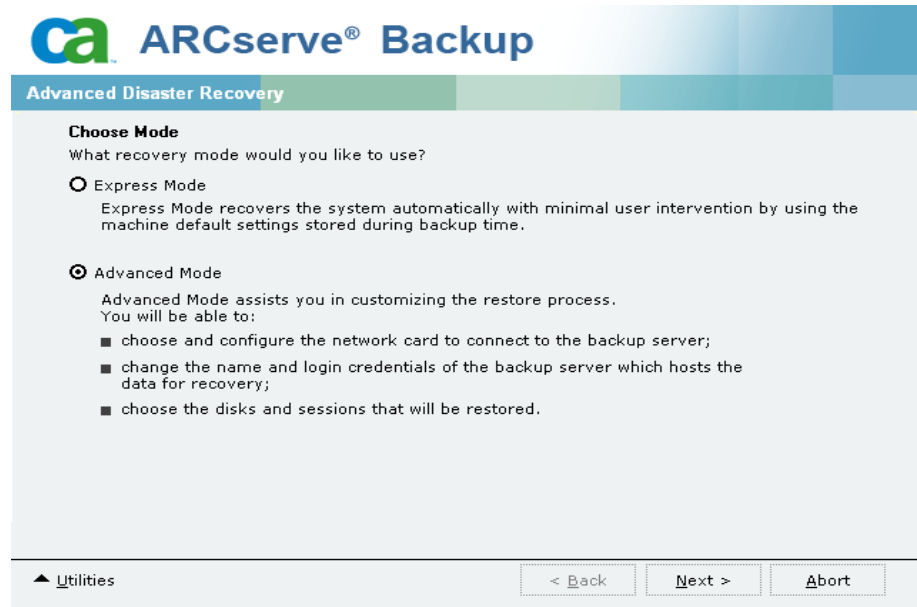 ca ARCserve® Backup
Advanced Disaster Recovery
Choose Mode
What recovery mode would you like to use?
Express Mode
Express Mode recovers the system automatically with minimal user intervention by using the
machine default settings stored during backup time.
Advanced Mode
Advanced Mode assists you in customizing the restore process.
You will be able to:
choose and configure the network card to connect to the backup server;
change the name and login credentials of the backup server which hosts the
data for recovery;
choose the disks and sessions that will be restored.
Utilities
< Back
Next >
Abort